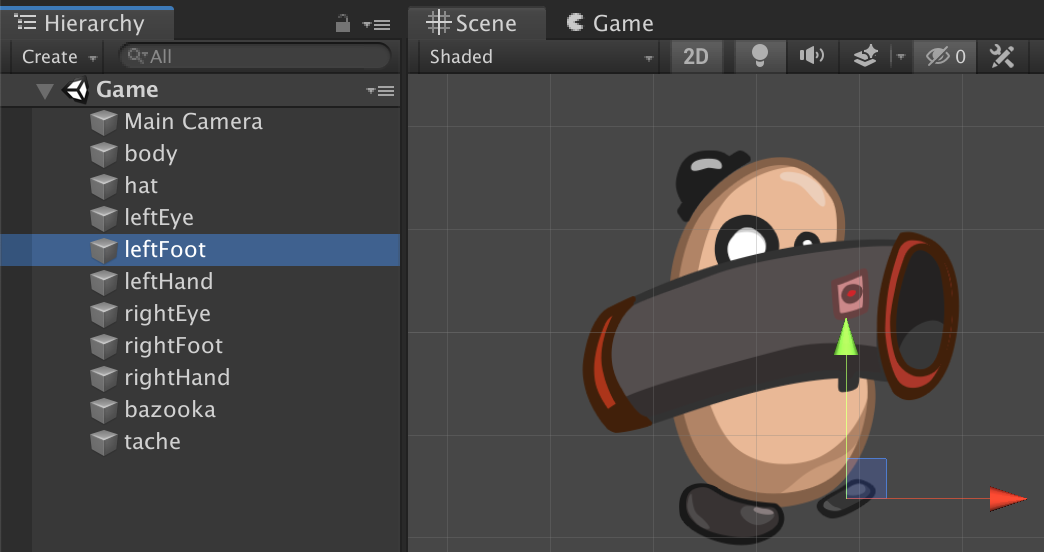 Hierarchy
Create
All
Game
Main Camera
body
hat
leftEye
leftFoot
leftHand
rightEye
rightFoot
rightHand
bazooka
tache
Scene
Game
Shaded
2D
0